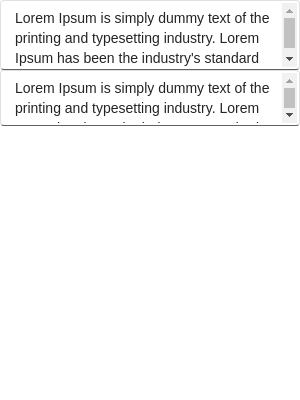 Lorem Ipsum is simply dummy text of the
printing and typesetting industry. Lorem
Ipsum has been the industry's standard
Lorem Ipsum is simply dummy text of the
printing and typesetting industry. Lorem